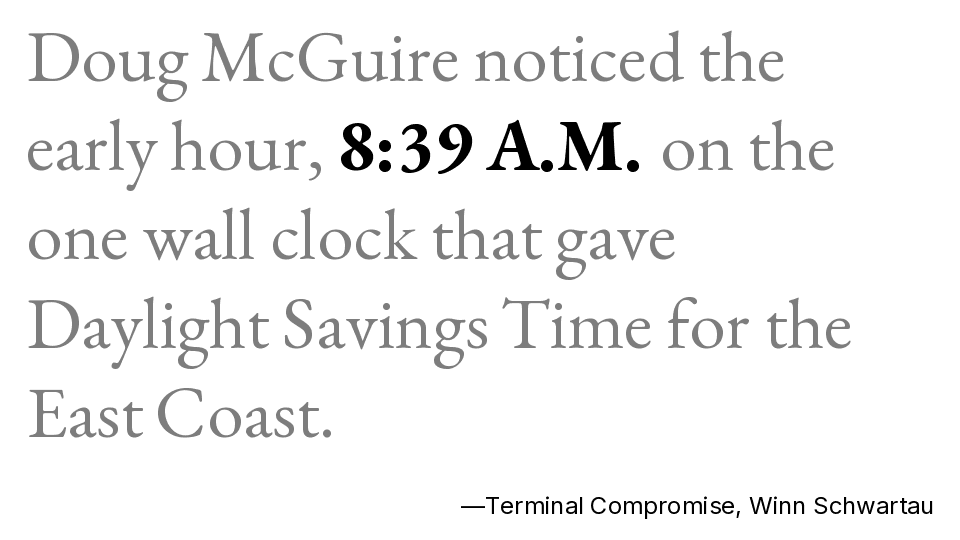 Doug McGuire noticed the
early hour, 8:39 A.M. on the
one wall clock that gave
Daylight Savings Time for the
East Coast.
—Terminal Compromise, Winn Schwartau